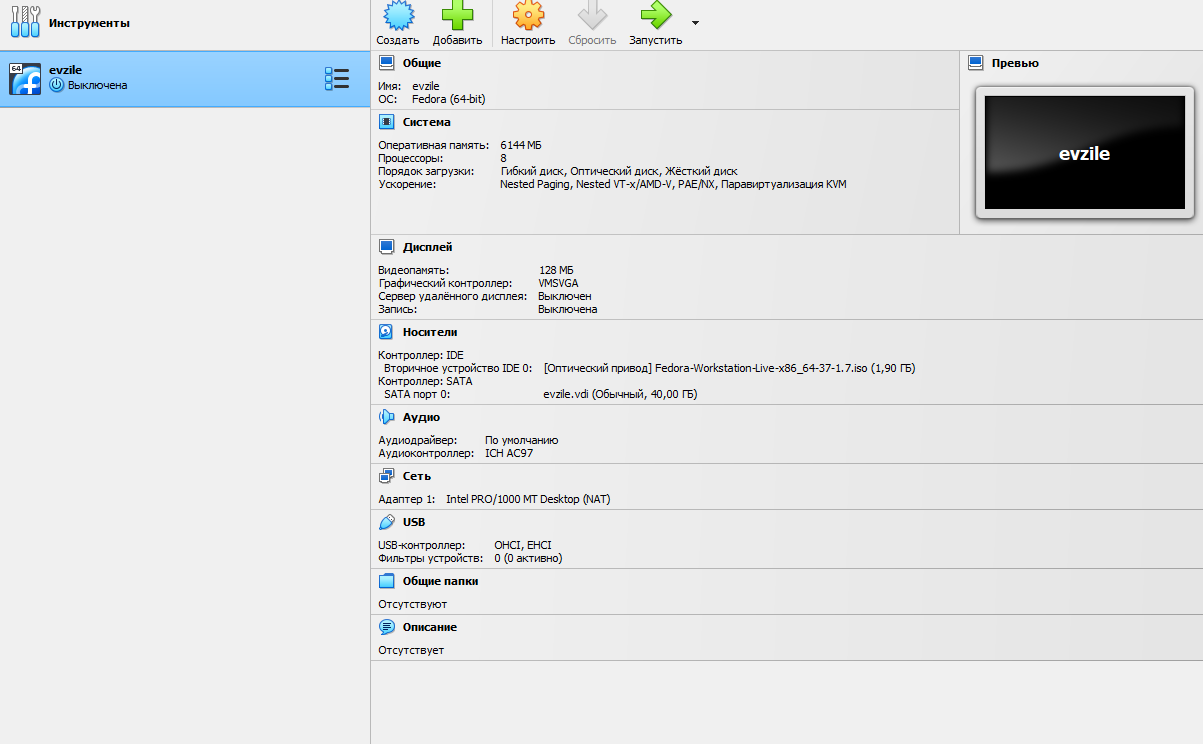 Инструменты
Создать Добавить Настроить Сбросить Запустить
64
evzile
Выключена
Общие
Имя: evzile
ОС: Fedora (64-bit)
Превью
evzile
Система
Оперативная память: 6144 МБ
Процессоры: 8
Порядок загрузки: Гибкий диск, Оптический диск, Жёсткий диск
Ускорение: Nested Paging, Nested VT-x/AMD-V, PAE/NX, Паравиртуализация KVM
Дисплей
Видеопамять: 128 МБ
Графический контроллер: VMSVGA
Сервер удалённого дисплея: Выключен
Запись: Выключена
Носители
Контроллер: IDE
Вторичное устройство IDE 0: [Оптический привод] Fedora-Workstation-Live-x86_64-37-1.7.iso (1,90 ГБ)
Контроллер: SATA
SATA порт 0: evzile.vdi (Обычный, 40,00 ГБ)
Аудио
Аудиодрайвер: По умолчанию
Аудиоконтроллер: ICH AC97
Сеть
Адаптер 1: Intel PRO/1000 MT Desktop (NAT)
USB
USB-контроллер: OHCI, EHCI
Фильтры устройств: 0 (0 активно)
Общие папки
Отсутствуют
Описание
Отсутствует